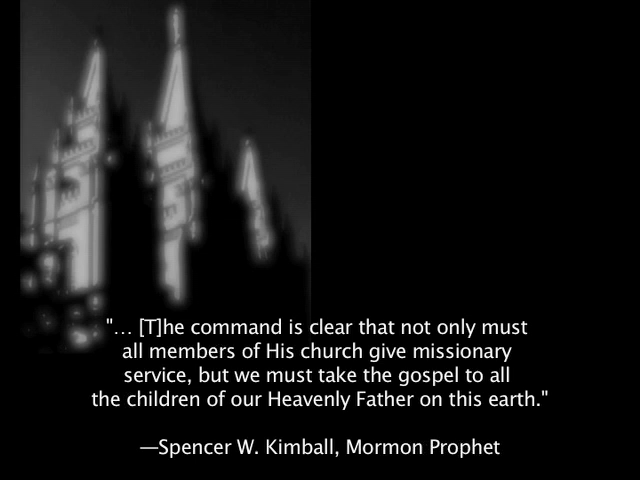 "… [T]he command is clear that not only must
all members of His church give missionary
service, but we must take the gospel to all
the children of our Heavenly Father on this earth."
—Spencer W. Kimball, Mormon Prophet